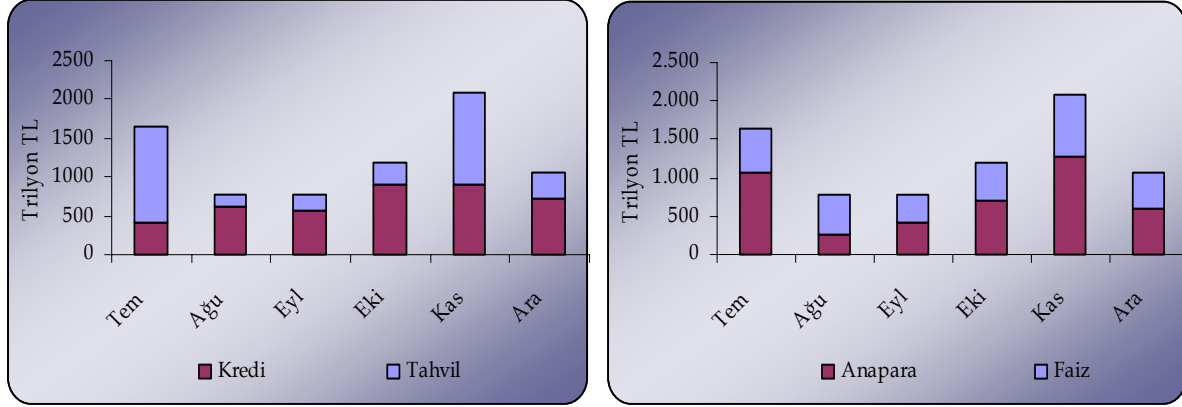 2500
2000
1500
1000
500
0
Trilyon TL
Tem
Ağu
Eyl
Eki
Kas
Ara
Kredi
Tahvil
2.500
2.000
1.500
1.000
500
0
Trilyon TL
Tem
Ağu
Eyl
Eki
Kas
Ara
Anapara
Faiz